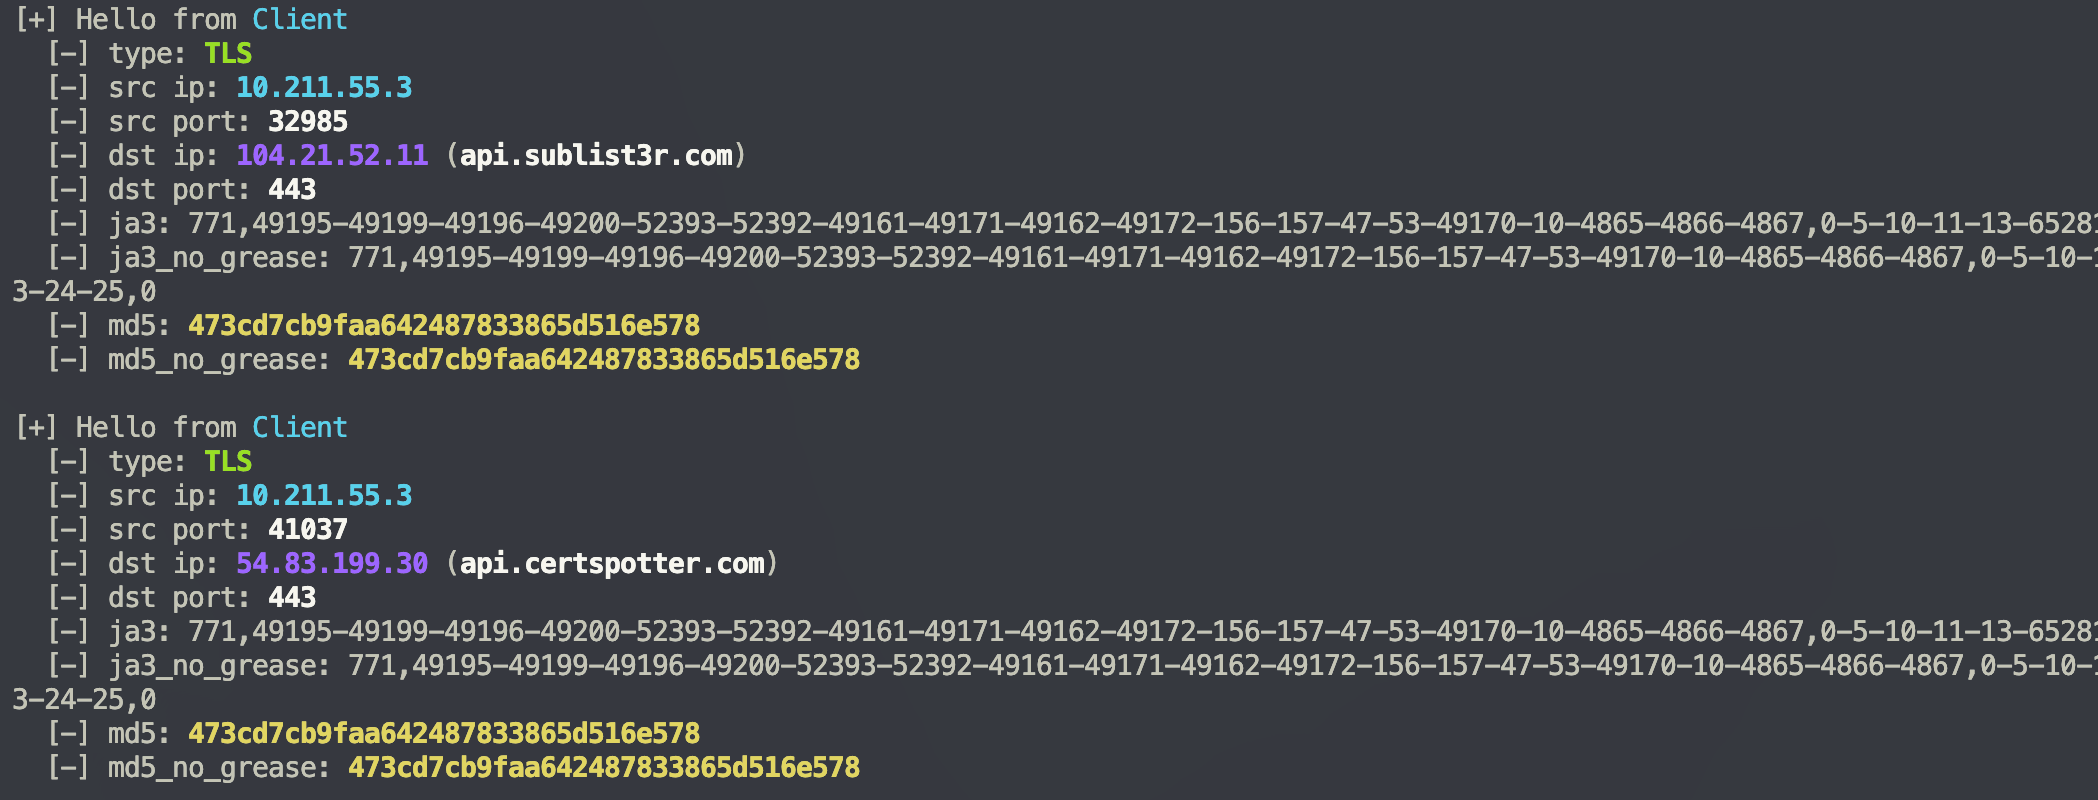 [+] Hello from Client
[-] type: TLS
[-] src ip: 10.211.55.3
[-] src port: 32985
[-] dst ip: 104.21.52.11 (api.sublist3r.com)
[-] dst port: 443
[-] ja3: 771,49195-49199-49196-49200-52393-52392-49161-49171-49162-49172-156-157-47-53-49170-10-4865-4866-4867,0-5-10-11-13-65281
[-] ja3_no_grease: 771,49195-49199-49196-49200-52393-52392-49161-49171-49162-49172-156-157-47-53-49170-10-4865-4866-4867,0-5-10-1
3-24-25,0
[-] md5: 473cd7cb9faa642487833865d516e578
[-] md5_no_grease: 473cd7cb9faa642487833865d516e578
[+] Hello from Client
[-] type: TLS
[-] src ip: 10.211.55.3
[-] src port: 41037
[-] dst ip: 54.83.199.30 (api.certspotter.com)
[-] dst port: 443
[-] ja3: 771,49195-49199-49196-49200-52393-52392-49161-49171-49162-49172-156-157-47-53-49170-10-4865-4866-4867,0-5-10-11-13-65281
[-] ja3_no_grease: 771,49195-49199-49196-49200-52393-52392-49161-49171-49162-49172-156-157-47-53-49170-10-4865-4866-4867,0-5-10-1
3-24-25,0
[-] md5: 473cd7cb9faa642487833865d516e578
[-] md5_no_grease: 473cd7cb9faa642487833865d516e578